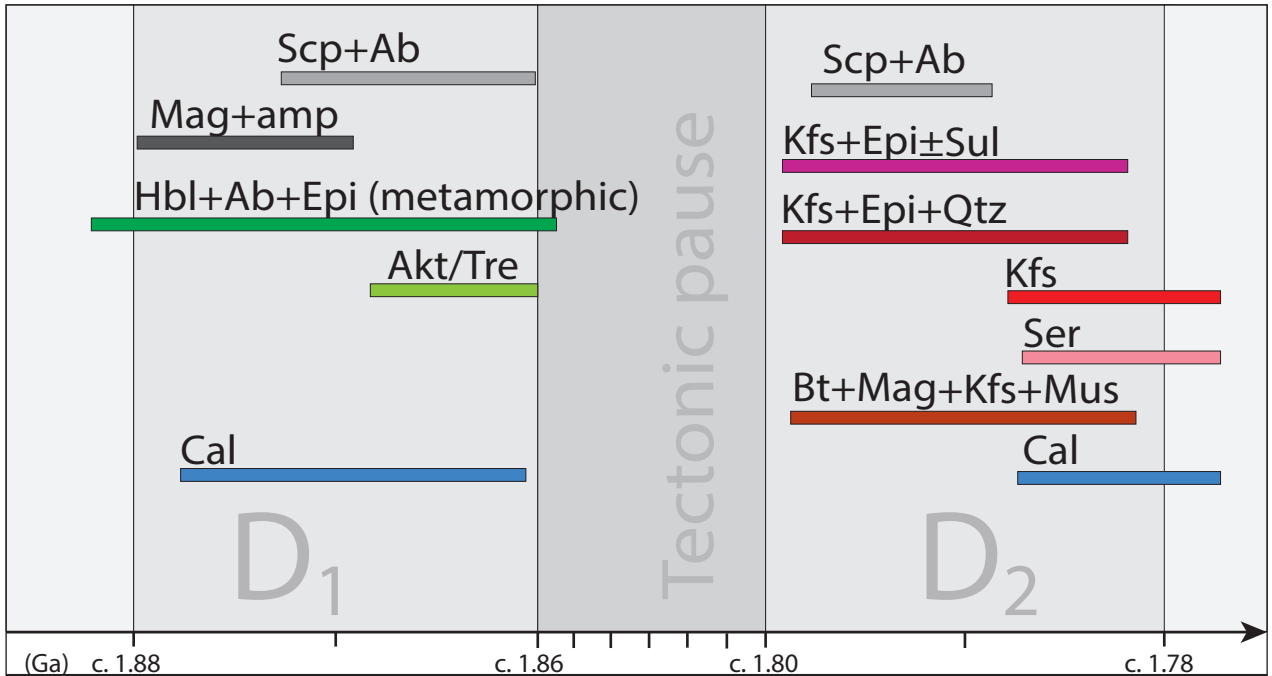 Scp+Ab
Mag+amp
Hbl+Ab+Epi (metamorphic)
Akt/Tre
Cal
D1
Tectonic pause
Scp+Ab
Kfs+Epi±Sul
Kfs+Epi+Qtz
Kfs
Ser
Bt+Mag+Kfs+Mus
Cal
D2
(Ga) c. 1.88 c. 1.86 c. 1.80 c. 1.78